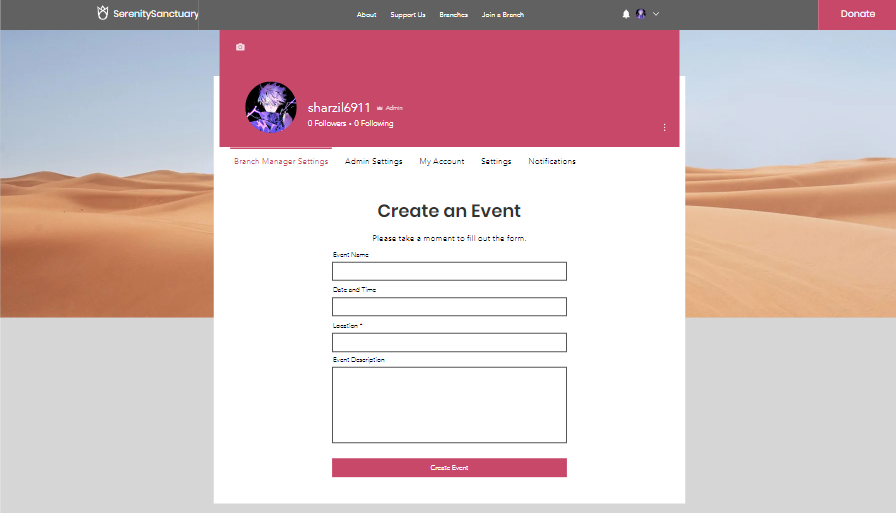 SerenitySanctuary
About Support Us Branches Join a Branch
Donate
sharzil6911 Admin
0 Followers • 0 Following
Branch Manager Settings Admin Settings My Account Settings Notifications
Create an Event
Please take a moment to fill out the form.
Event Name
Date and Time
Location *
Event Description
Create Event